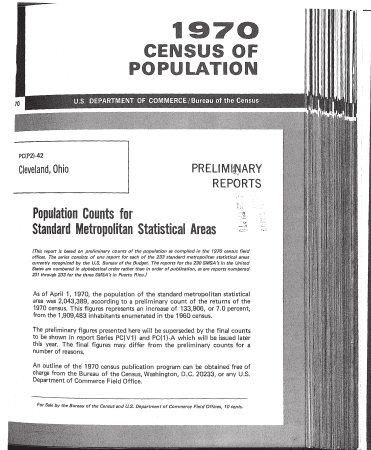 1970
CENSUS OF
POPULATION
U.S. DEPARTMENT OF COMMERCE/Bureau of the Census
PC(P2)-42
Cleveland, Ohio
PRELIMINARY
REPORTS
Population Counts for
Standard Metropolitan Statistical Areas
(This report is based on preliminary counts of the population as compiled in the 1970 census field
offices. The series consists of one report for each of the 233 standard metropolitan statistical areas
currently recognized by the U.S. Bureau of the Budget. The reports for the 230 SMSA's in the United
States are numbered in alphabetical order rather than in order of publication, as are reports numbered
231 through 233 for the three SMSA's in Puerto Rico.)
As of April 1, 1970, the population of the standard metropolitan statistical
area was 2,043,389, according to a preliminary count of the returns of the
1970 census. This figures represents an increase of 133,906, or 7.0 percent,
from the 1,909,483 inhabitants enumerated in the 1960 census.
The preliminary figures presented here will be superseded by the final counts
to be shown in report Series PC(V1) and PC(1)-A which will be issued later
this year. The final figures may differ from the preliminary counts for a
number of reasons.
An outline of the 1970 census publication program can be obtained free of
charge from the Bureau of the Census, Washington, D.C. 20233, or any U.S.
Department of Commerce Field Office.
For Sale by the Bureau of the Census and U.S. Department of Commerce Field Offices, 10 cents.